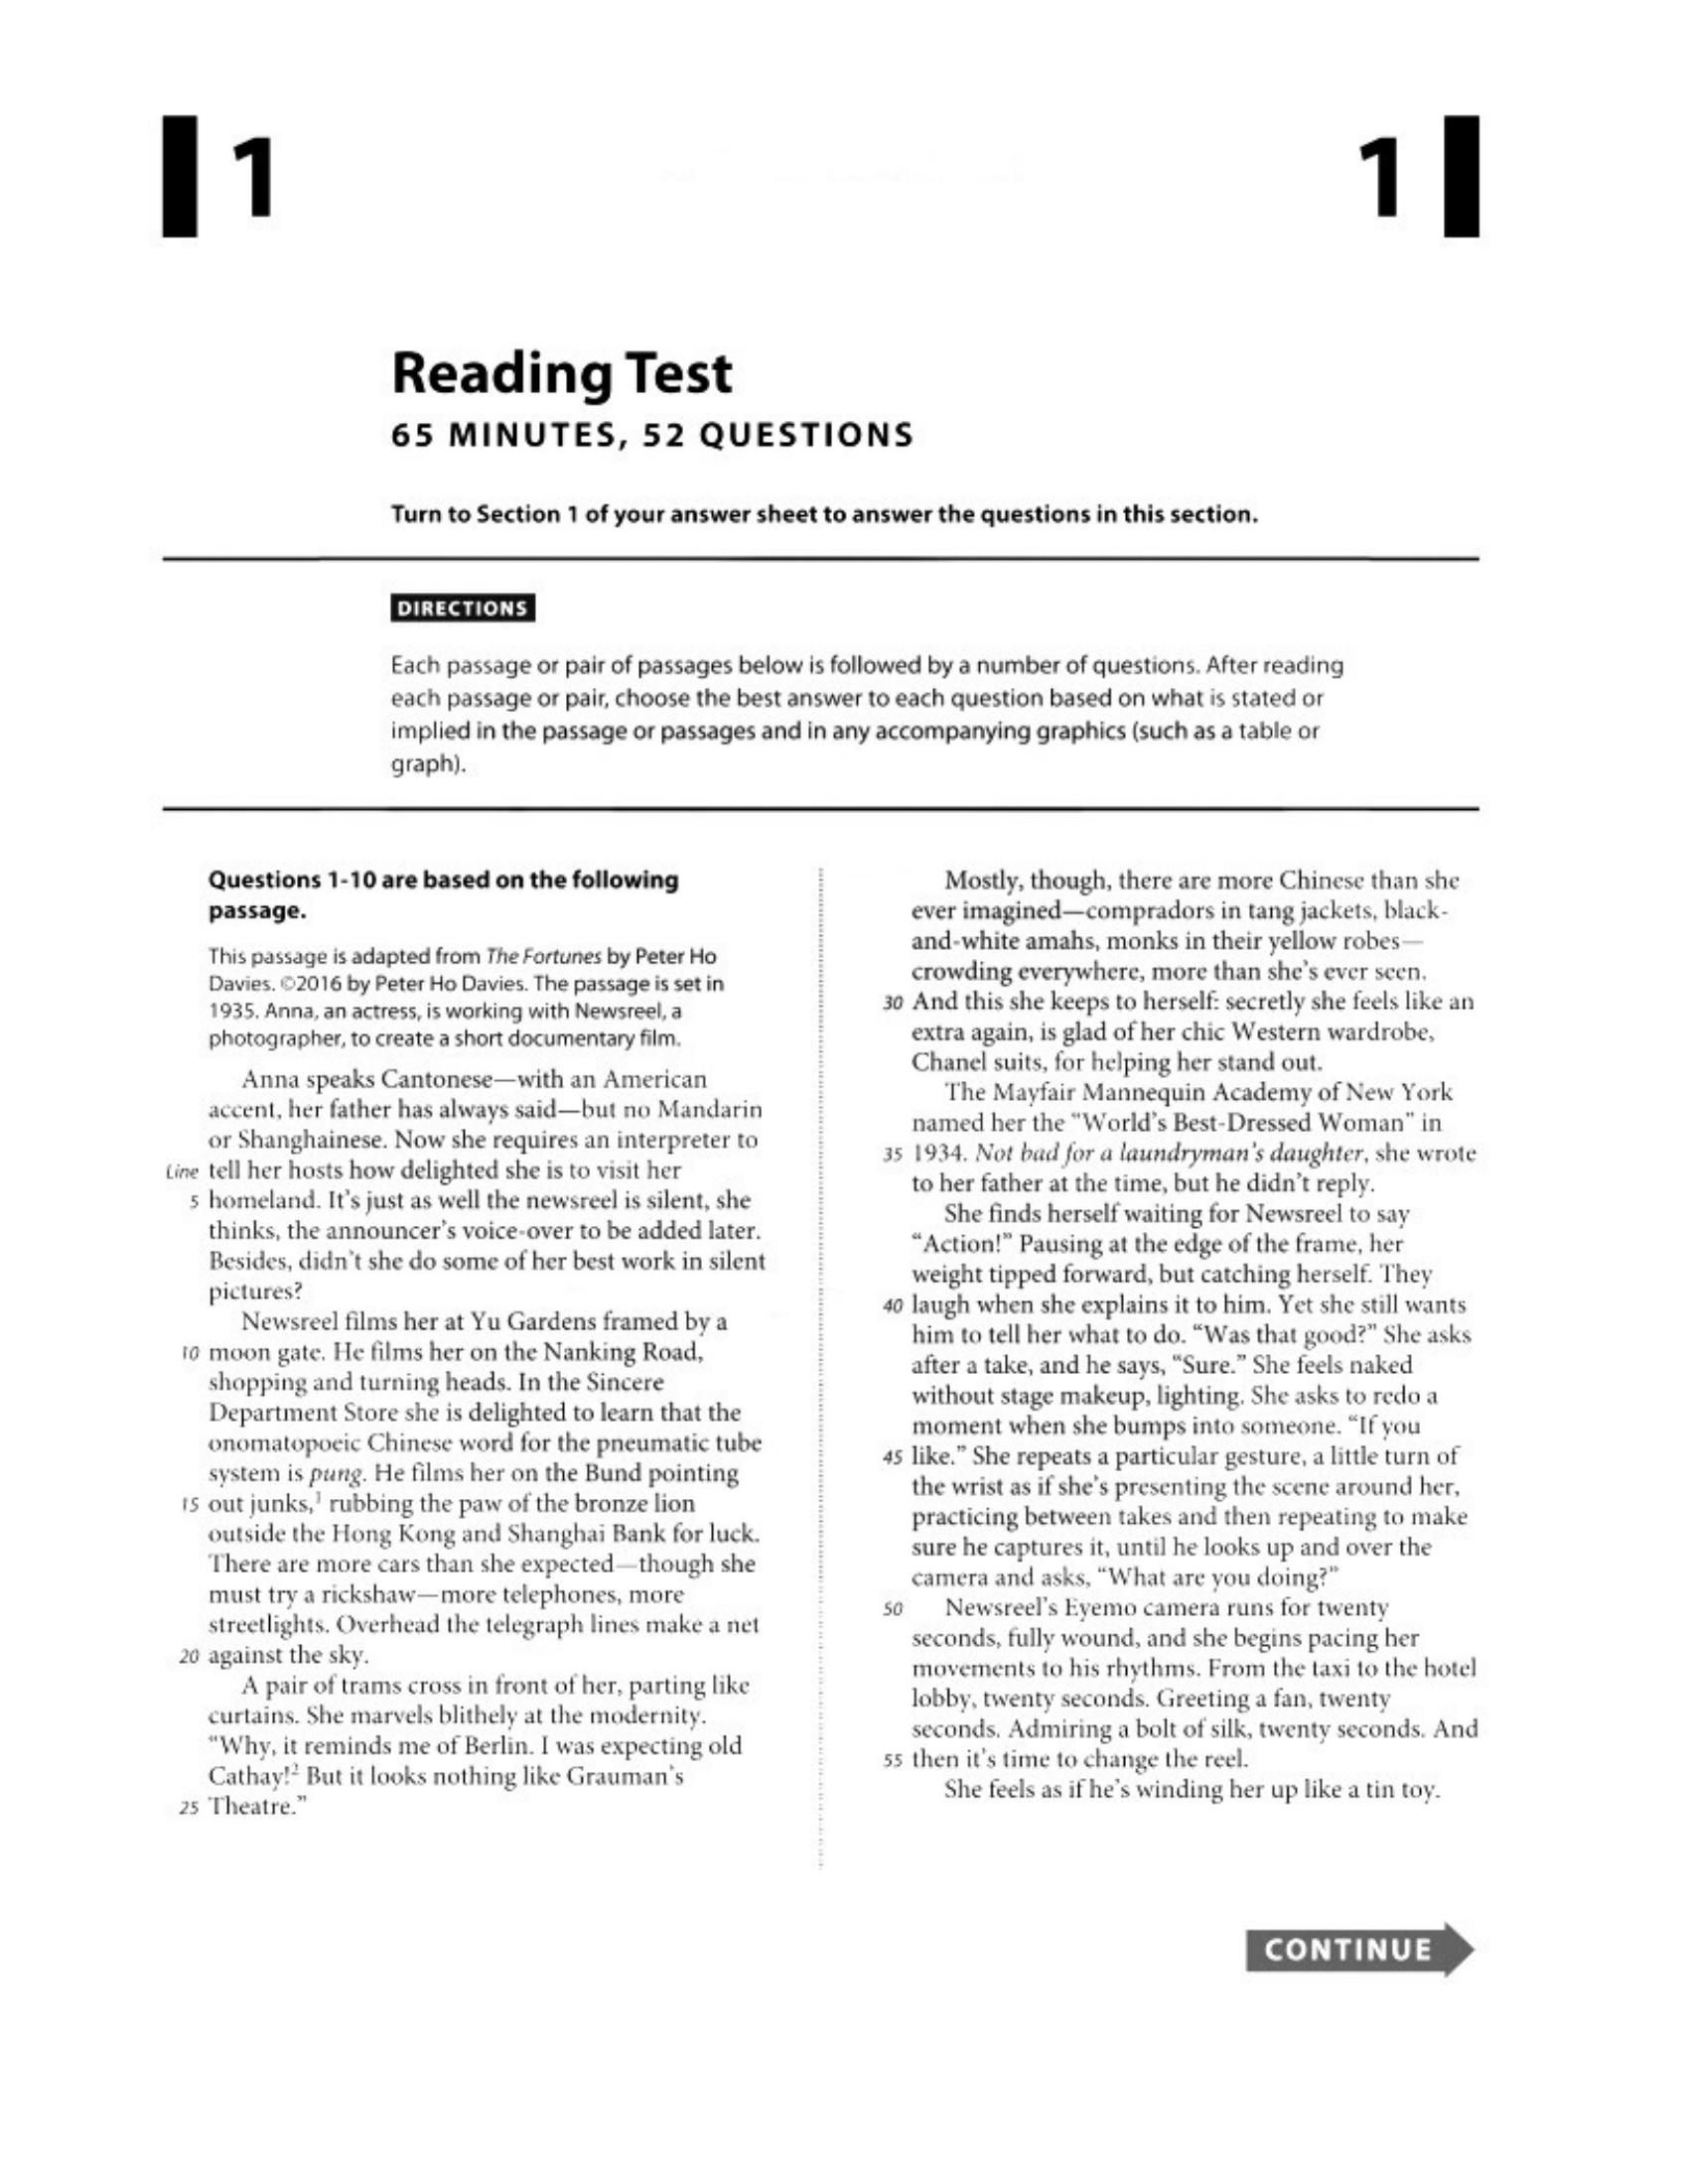 1
1
Reading Test
65 MINUTES, 52 QUESTIONS
Turn to Section 1 of your answer sheet to answer the questions in this section.
DIRECTIONS
Each passage or pair of passages below is followed by a number of questions. After reading
each passage or pair, choose the best answer to each question based on what is stated or
implied in the passage or passages and in any accompanying graphics (such as a table or
graph).
Questions 1-10 are based on the following
passage.
This passage is adapted from The Fortunes by Peter Ho
Davies. ©2016 by Peter Ho Davies. The passage is set in
1935. Anna, an actress, is working with Newsreel, a
photographer, to create a short documentary film.
Anna speaks Cantonese—with an American
accent, her father has always said—but no Mandarin
or Shanghainese. Now she requires an interpreter to
Line tell her hosts how delighted she is to visit her
5 homeland. It's just as well the newsreel is silent, she
thinks, the announcer's voice-over to be added later.
Besides, didn't she do some of her best work in silent
pictures?
Newsreel films her at Yu Gardens framed by a
10 moon gate. He films her on the Nanking Road,
shopping and turning heads. In the Sincere
Department Store she is delighted to learn that the
onomatopoeic Chinese word for the pneumatic tube
system is pung. He films her on the Bund pointing
15 out junks,¹ rubbing the paw of the bronze lion
outside the Hong Kong and Shanghai Bank for luck.
There are more cars than she expected—though she
must try a rickshaw—more telephones, more
streetlights. Overhead the telegraph lines make a net
20 against the sky.
A pair of trams cross in front of her, parting like
curtains. She marvels blithely at the modernity.
"Why, it reminds me of Berlin. I was expecting old
Cathay!² But it looks nothing like Grauman's
25 Theatre."
Mostly, though, there are more Chinese than she
ever imagined—compradors in tang jackets, black-
and-white amahs, monks in their yellow robes—
crowding everywhere, more than she's ever seen.
30 And this she keeps to herself: secretly she feels like an
extra again, is glad of her chic Western wardrobe,
Chanel suits, for helping her stand out.
The Mayfair Mannequin Academy of New York
named her the "World's Best-Dressed Woman" in
35 1934. Not bad for a laundryman's daughter, she wrote
to her father at the time, but he didn't reply.
She finds herself waiting for Newsreel to say
"Action!" Pausing at the edge of the frame, her
weight tipped forward, but catching herself. They
40 laugh when she explains it to him. Yet she still wants
him to tell her what to do. "Was that good?" She asks
after a take, and he says, "Sure." She feels naked
without stage makeup, lighting. She asks to redo a
moment when she bumps into someone. "If you
45 like." She repeats a particular gesture, a little turn of
the wrist as if she's presenting the scene around her,
practicing between takes and then repeating to make
sure he captures it, until he looks up and over the
camera and asks, "What are you doing?"
50 Newsreel's Eyemo camera runs for twenty
seconds, fully wound, and she begins pacing her
movements to his rhythms. From the taxi to the hotel
lobby, twenty seconds. Greeting a fan, twenty
seconds. Admiring a bolt of silk, twenty seconds. And
55 then it's time to change the reel.
She feels as if he's winding her up like a tin toy.
CONTINUE